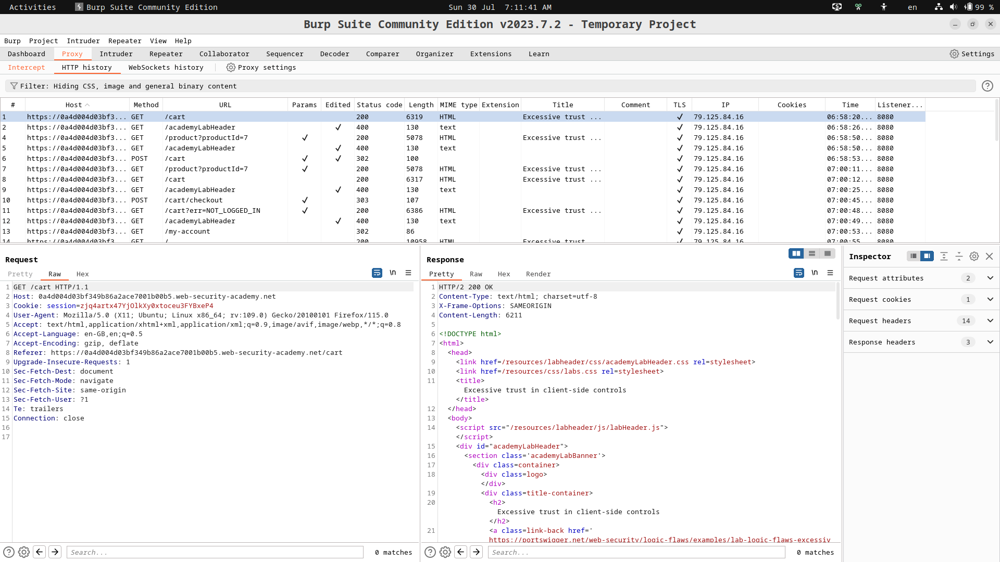 Activities Burp Suite Community Edition Sun 30 Jul 7:11:41 AM en 99 %
Burp Suite Community Edition v2023.7.2 - Temporary Project
Burp Project Intruder Repeater View Help
Dashboard Proxy Intruder Repeater Collaborator Sequencer Decoder Comparer Organizer Extensions Learn Settings
Intercept HTTP history WebSockets history Proxy settings
Filter: Hiding CSS, image and general binary content
# Host Method URL Params Edited Status code Length MIME type Extension Title Comment TLS IP Cookies Time Listener...
1 https://0a4d004d03bf3... GET /cart 200 6319 HTML Excessive trust ... ✓ 79.125.84.16 06:58:20... 8080
2 https://0a4d004d03bf3... GET /academyLabHeader ✓ 400 130 text ✓ 79.125.84.16 06:58:26... 8080
4 https://0a4d004d03bf3... GET /product?productId=7 ✓ 200 5078 HTML Excessive trust ... ✓ 79.125.84.16 06:58:50... 8080
5 https://0a4d004d03bf3... GET /academyLabHeader ✓ 400 130 text ✓ 79.125.84.16 06:58:50... 8080
6 https://0a4d004d03bf3... POST /cart ✓ ✓ 302 100 ✓ 79.125.84.16 06:58:53... 8080
7 https://0a4d004d03bf3... GET /product?productId=7 ✓ 200 5078 HTML Excessive trust ... ✓ 79.125.84.16 07:00:11... 8080
8 https://0a4d004d03bf3... GET /cart 200 6317 HTML Excessive trust ... ✓ 79.125.84.16 07:00:12... 8080
9 https://0a4d004d03bf3... GET /academyLabHeader ✓ 400 130 text ✓ 79.125.84.16 07:00:25... 8080
10 https://0a4d004d03bf3... POST /cart/checkout ✓ 303 107 ✓ 79.125.84.16 07:00:45... 8080
11 https://0a4d004d03bf3... GET /cart?err=NOT_LOGGED_IN ✓ 200 6386 HTML Excessive trust ... ✓ 79.125.84.16 07:00:48... 8080
12 https://0a4d004d03bf3... GET /academyLabHeader ✓ 400 130 text ✓ 79.125.84.16 07:00:49... 8080
13 https://0a4d004d03bf3... GET /my-account 302 86 ✓ 79.125.84.16 07:00:53... 8080
14 https://0a4d004d03bf3... GET / 200 10958 HTML Excessive trust ... ✓ 79.125.84.16 07:00:55... 8080
Request
Pretty Raw Hex \n
1 GET /cart HTTP/1.1
2 Host: 0a4d004d03bf349b86a2ace7001b00b5.web-security-academy.net
3 Cookie: session=zjq4artx47YjOlkXy0xtoceu3FYBxeP4
4 User-Agent: Mozilla/5.0 (X11; Ubuntu; Linux x86_64; rv:109.0) Gecko/20100101 Firefox/115.0
5 Accept: text/html,application/xhtml+xml,application/xml;q=0.9,image/avif,image/webp,*/*;q=0.8
6 Accept-Language: en-GB,en;q=0.5
7 Accept-Encoding: gzip, deflate
8 Referer: https://0a4d004d03bf349b86a2ace7001b00b5.web-security-academy.net/cart
9 Upgrade-Insecure-Requests: 1
10 Sec-Fetch-Dest: document
11 Sec-Fetch-Mode: navigate
12 Sec-Fetch-Site: same-origin
13 Sec-Fetch-User: ?1
14 Te: trailers
15 Connection: close
16
17
Search... 0 matches
Response
Pretty Raw Hex Render \n
1 HTTP/2 200 OK
2 Content-Type: text/html; charset=utf-8
3 X-Frame-Options: SAMEORIGIN
4 Content-Length: 6211
5
6 <!DOCTYPE html>
7 <html>
8 <head>
9 <link href=/resources/labheader/css/academyLabHeader.css rel=stylesheet>
10 <link href=/resources/css/labs.css rel=stylesheet>
11 <title>
Excessive trust in client-side controls
</title>
12 </head>
13 <body>
14 <script src="/resources/labheader/js/labHeader.js">
</script>
15 <div id="academyLabHeader">
16 <section class='academyLabBanner'>
17 <div class=container>
18 <div class=logo>
</div>
19 <div class=title-container>
20 <h2>
Excessive trust in client-side controls
</h2>
21 <a class=link-back href='
https://portswigger.net/web-security/logic-flaws/examples/lab-logic-flaws-excessiv
Search... 0 matches
Inspector
Request attributes 2
Request cookies 1
Request headers 14
Response headers 3